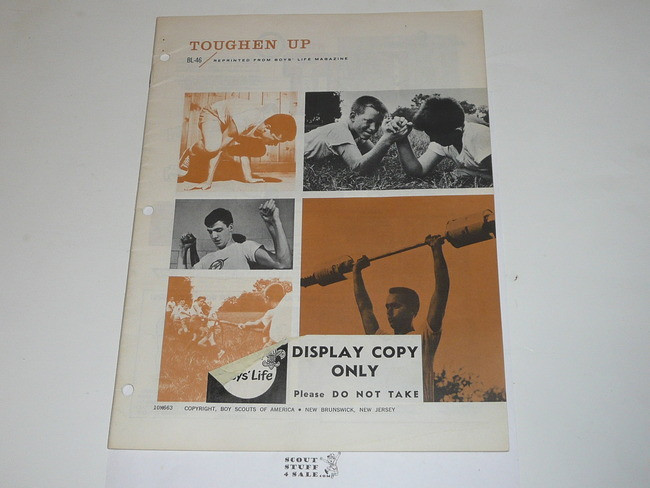 TOUGHEN UP
BL-46 REPRINTED FROM BOYS' LIFE MAGAZINE
DISPLAY COPY
ONLY
Please DO NOT TAKE
oys' Life
10M663 COPYRIGHT, BOY SCOUTS OF AMERICA • NEW BRUNSWICK, NEW JERSEY
SCOUT
STUFF
4 SALE.com